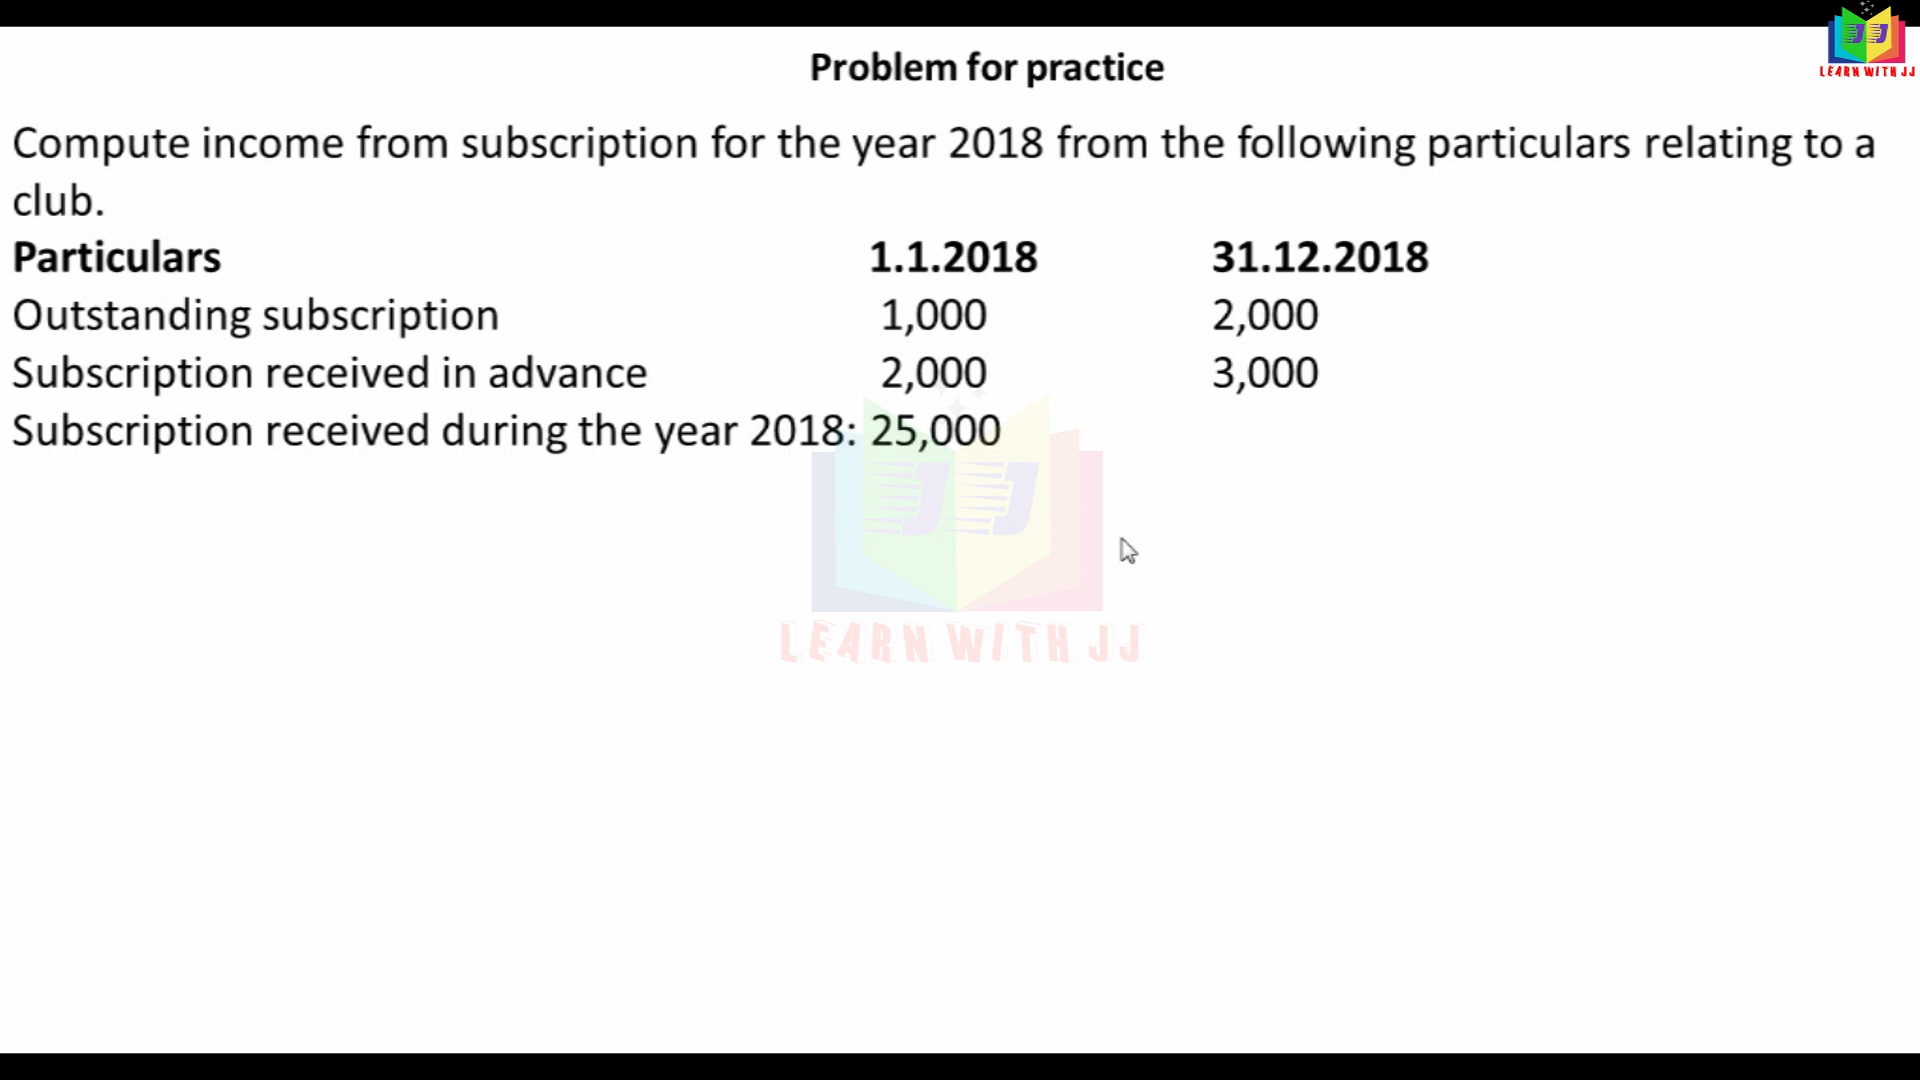 LEARN WITH JJ
Problem for practice
Compute income from subscription for the year 2018 from the following particulars relating to a
club.
Particulars 1.1.2018 31.12.2018
Outstanding subscription 1,000 2,000
Subscription received in advance 2,000 3,000
Subscription received during the year 2018: 25,000
JJ
LEARN WITH JJ